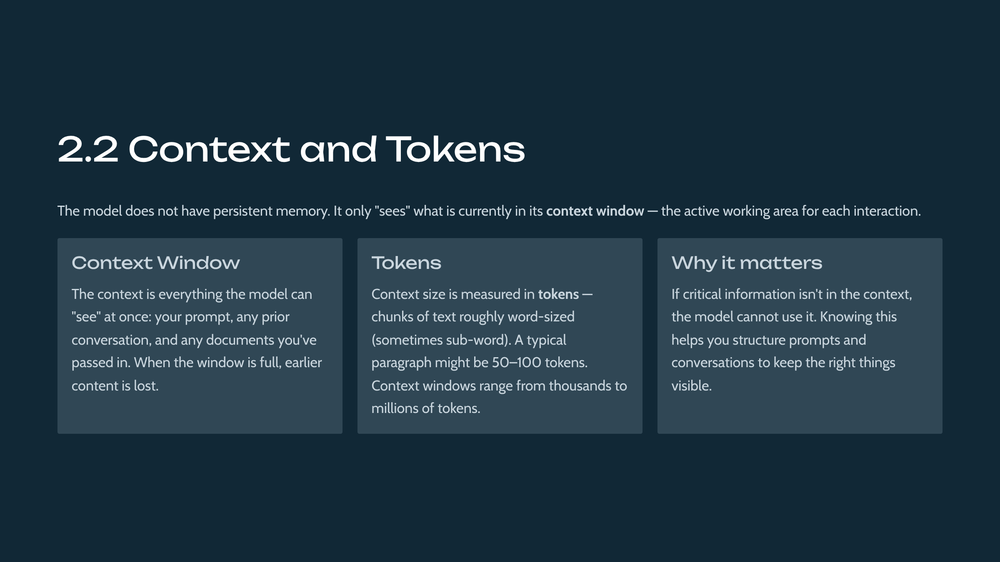 2.2 Context and Tokens
The model does not have persistent memory. It only "sees" what is currently in its context window — the active working area for each interaction.
Context Window
The context is everything the model can
"see" at once: your prompt, any prior
conversation, and any documents you've
passed in. When the window is full, earlier
content is lost.
Tokens
Context size is measured in tokens —
chunks of text roughly word-sized
(sometimes sub-word). A typical
paragraph might be 50–100 tokens.
Context windows range from thousands to
millions of tokens.
Why it matters
If critical information isn't in the context,
the model cannot use it. Knowing this
helps you structure prompts and
conversations to keep the right things
visible.